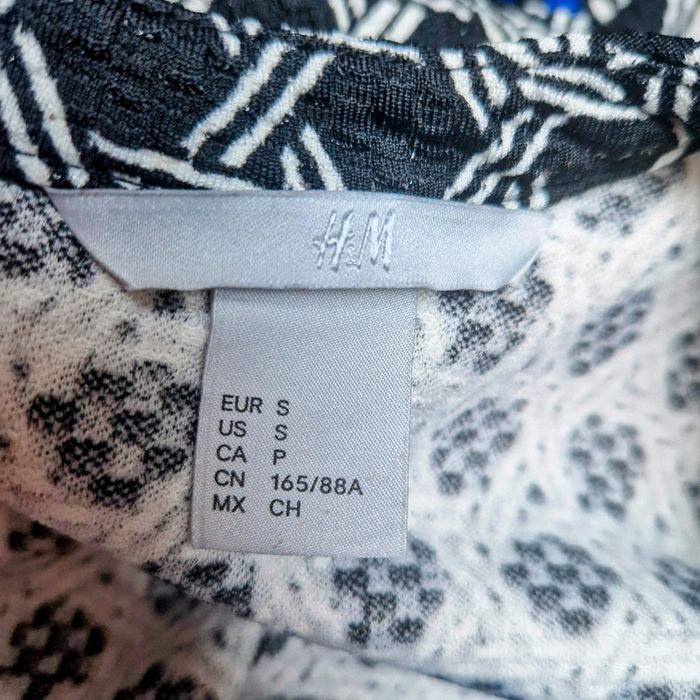 H&M
EUR S
US S
CA P
CN 165/88A
MX CH